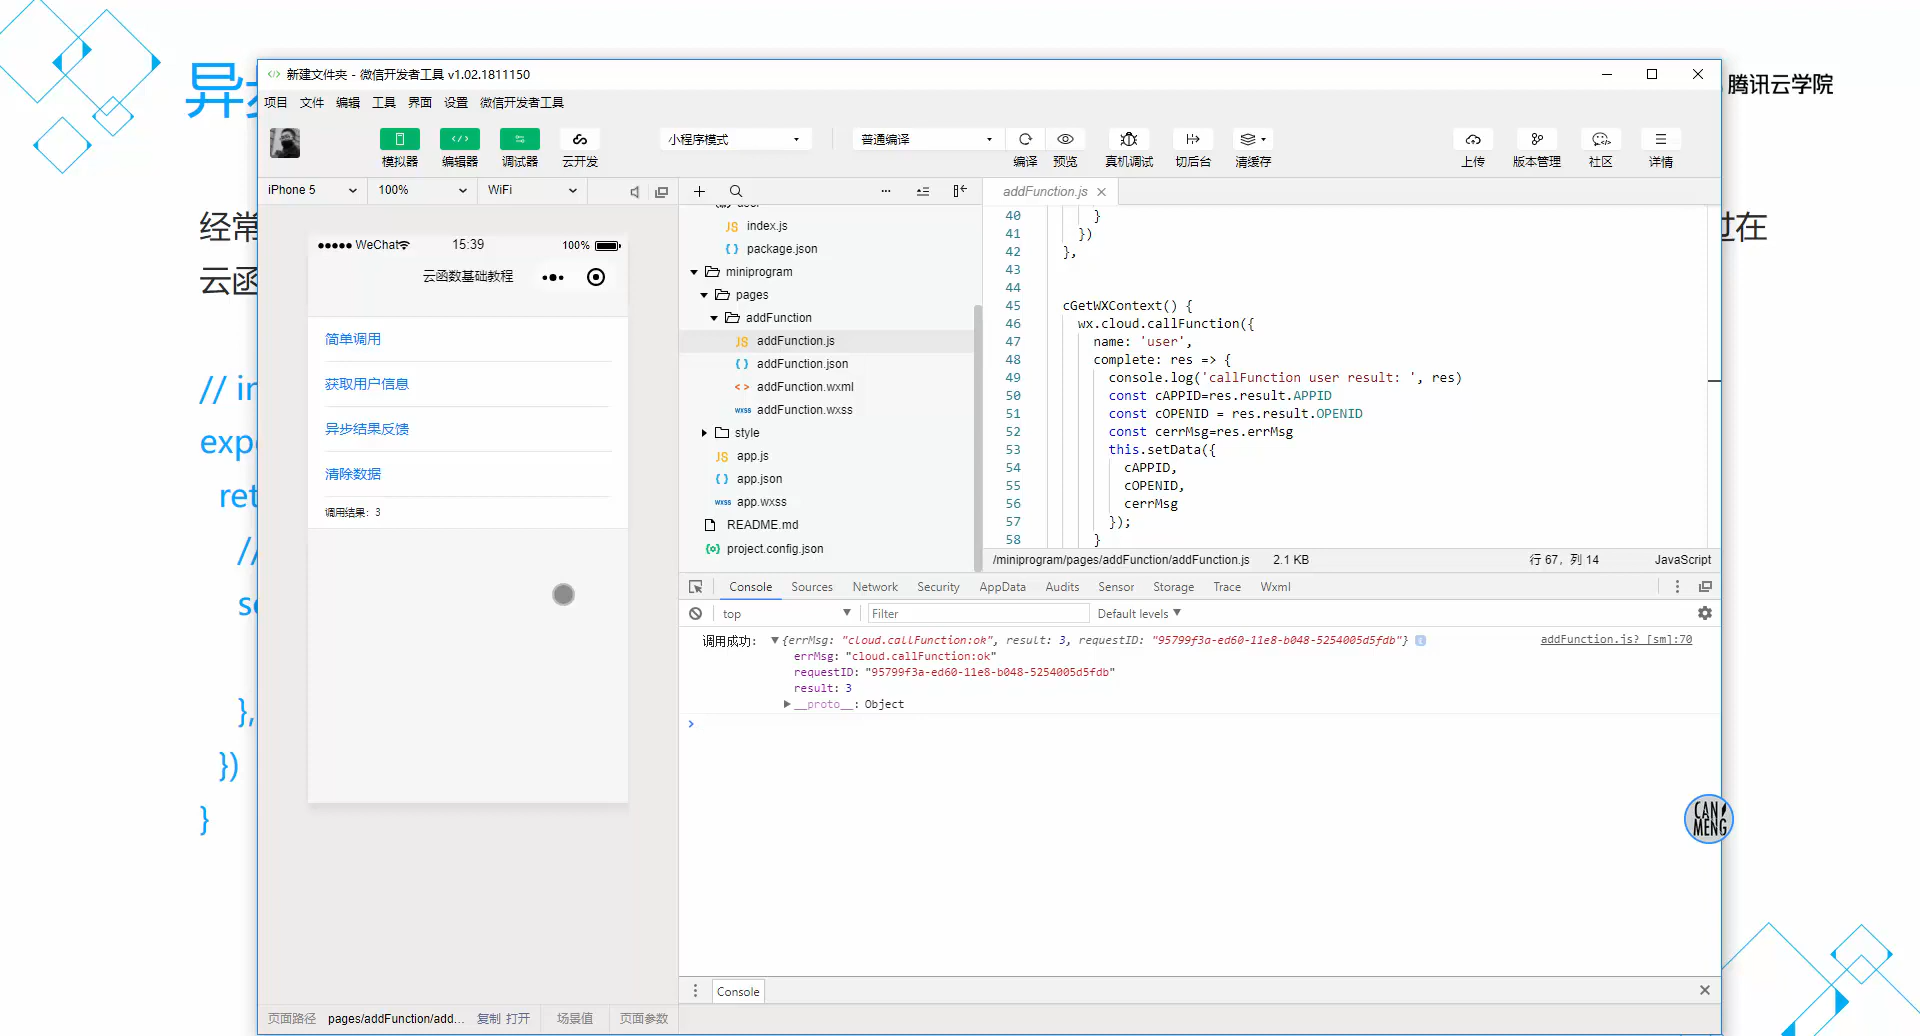 异
腾讯云学院
经常
过在
云函
// in
expo
ret
//
se
},
})
}
新建文件夹 - 微信开发者工具 v1.02.1811150
项目 文件 编辑 工具 界面 设置 微信开发者工具
模拟器 编辑器 调试器 云开发
小程序模式 普通编译
编译 预览 真机调试 切后台 清缓存
上传 版本管理 社区 详情
iPhone 5 100% WiFi
WeChat 15:39 100%
云函数基础教程
简单调用
获取用户信息
异步结果反馈
清除数据
调用结果：3
页面路径 pages/addFunction/add... 复制 打开 场景值 页面参数
index.js
package.json
miniprogram
pages
addFunction
addFunction.js
addFunction.json
addFunction.wxml
addFunction.wxss
style
app.js
app.json
app.wxss
README.md
project.config.json
addFunction.js
40 }
41 })
42 },
43
44
45 cGetWXContext() {
46 wx.cloud.callFunction({
47 name: 'user',
48 complete: res => {
49 console.log('callFunction user result: ', res)
50 const cAPPID=res.result.APPID
51 const cOPENID = res.result.OPENID
52 const cerrMsg=res.errMsg
53 this.setData({
54 cAPPID,
55 cOPENID,
56 cerrMsg
57 });
58 }
/miniprogram/pages/addFunction/addFunction.js 2.1 KB 行 67，列 14 JavaScript
Console Sources Network Security AppData Audits Sensor Storage Trace Wxml
top Filter Default levels
调用成功: {errMsg: "cloud.callFunction:ok", result: 3, requestID: "95799f3a-ed60-11e8-b048-5254005d5fdb"} addFunction.js? [sm]:70
errMsg: "cloud.callFunction:ok"
requestID: "95799f3a-ed60-11e8-b048-5254005d5fdb"
result: 3
__proto__: Object
Console
CAN
MENG